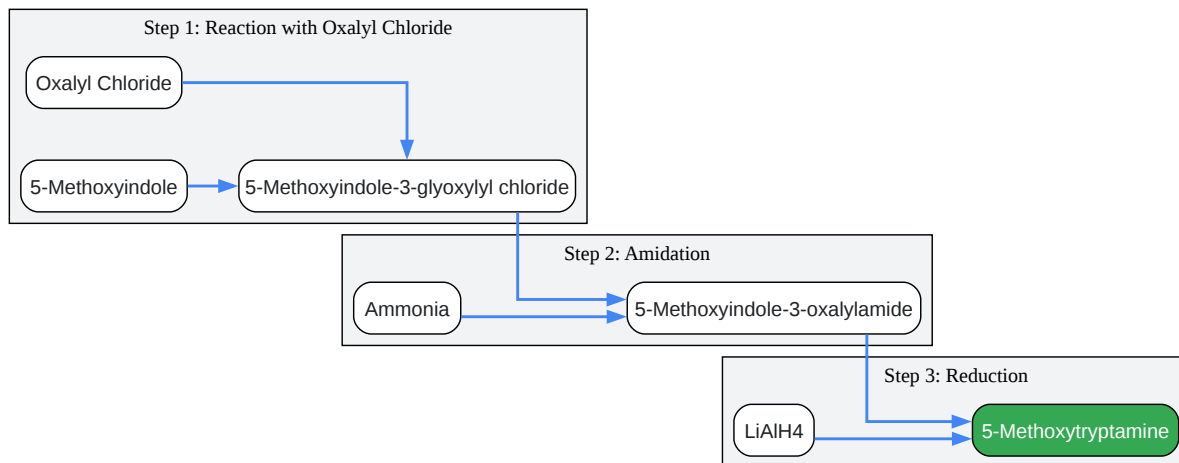 Step 1: Reaction with Oxalyl Chloride
Oxalyl Chloride
5-Methoxyindole
5-Methoxyindole-3-glyoxylyl chloride
Step 2: Amidation
Ammonia
5-Methoxyindole-3-oxalylamide
Step 3: Reduction
LiAlH4
5-Methoxytryptamine